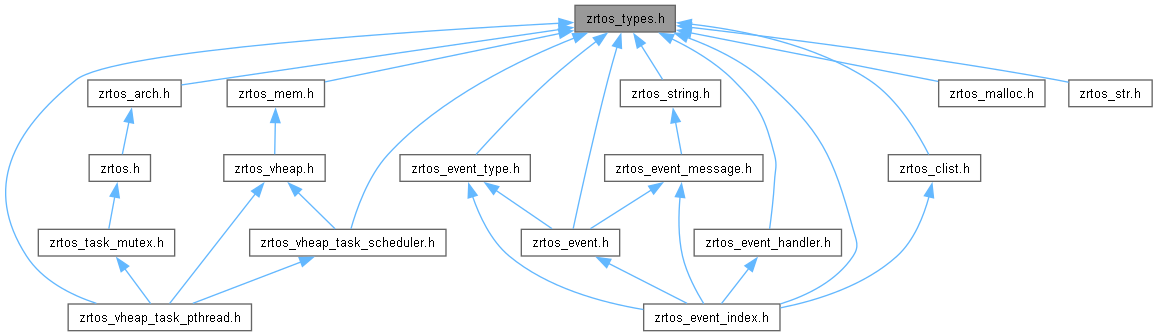 zrtos_types.h
zrtos_arch.h
zrtos_mem.h
zrtos_string.h
zrtos_malloc.h
zrtos_str.h
zrtos.h
zrtos_vheap.h
zrtos_event_type.h
zrtos_event_message.h
zrtos_clist.h
zrtos_task_mutex.h
zrtos_vheap_task_scheduler.h
zrtos_event.h
zrtos_event_handler.h
zrtos_vheap_task_pthread.h
zrtos_event_index.h